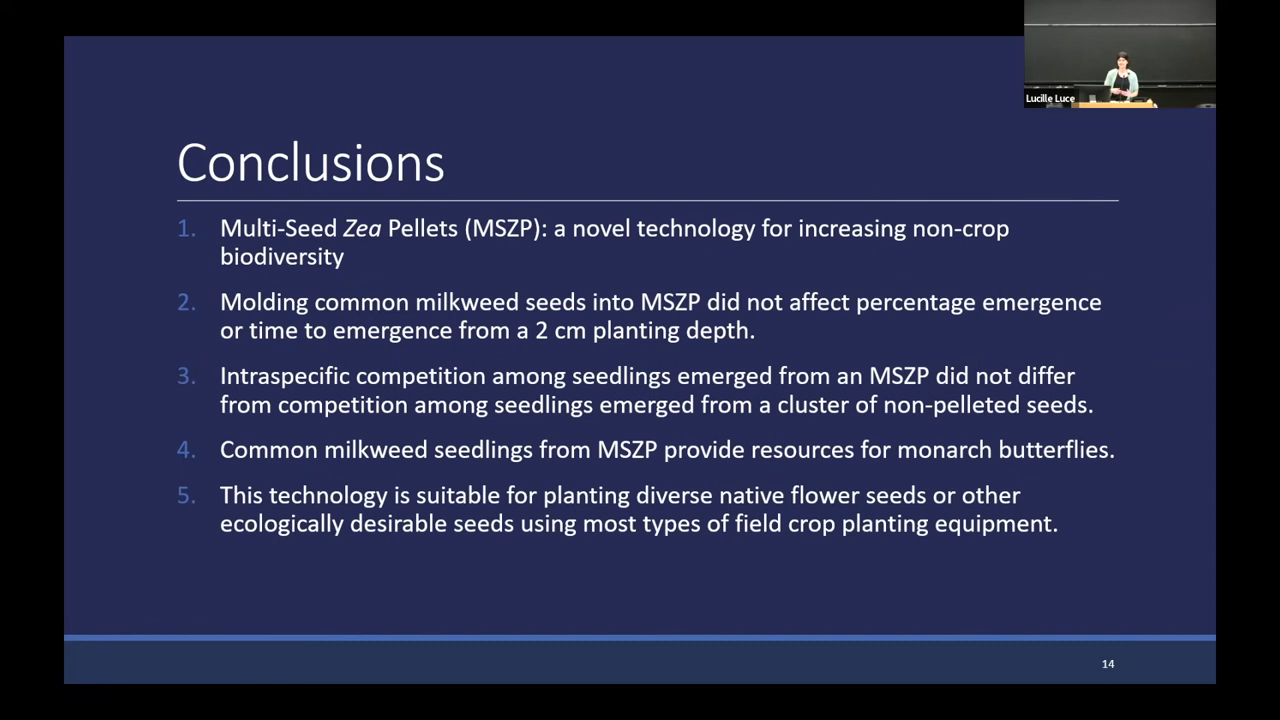 Lucille Luce
Conclusions
1. Multi-Seed Zea Pellets (MSZP): a novel technology for increasing non-crop
biodiversity
2. Molding common milkweed seeds into MSZP did not affect percentage emergence
or time to emergence from a 2 cm planting depth.
3. Intraspecific competition among seedlings emerged from an MSZP did not differ
from competition among seedlings emerged from a cluster of non-pelleted seeds.
4. Common milkweed seedlings from MSZP provide resources for monarch butterflies.
5. This technology is suitable for planting diverse native flower seeds or other
ecologically desirable seeds using most types of field crop planting equipment.
14